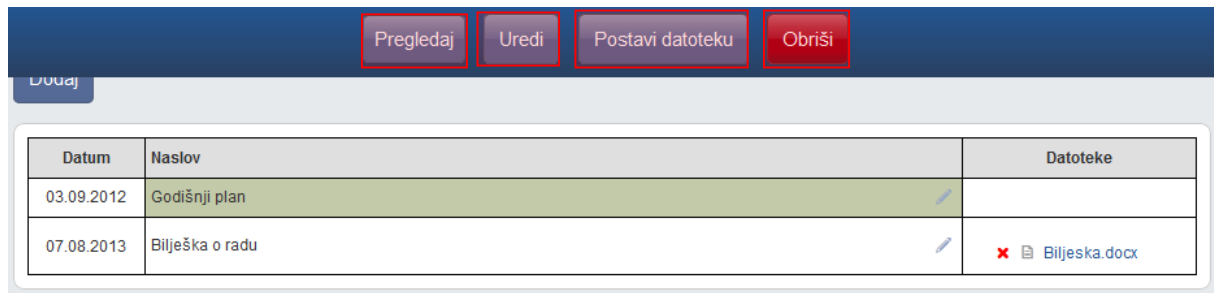 Pregledaj Uredi Postavi datoteku Obriši
Dodaj
Datum Naslov Datoteke
03.09.2012 Godišnji plan
07.08.2013 Bilješka o radu Biljeska.docx